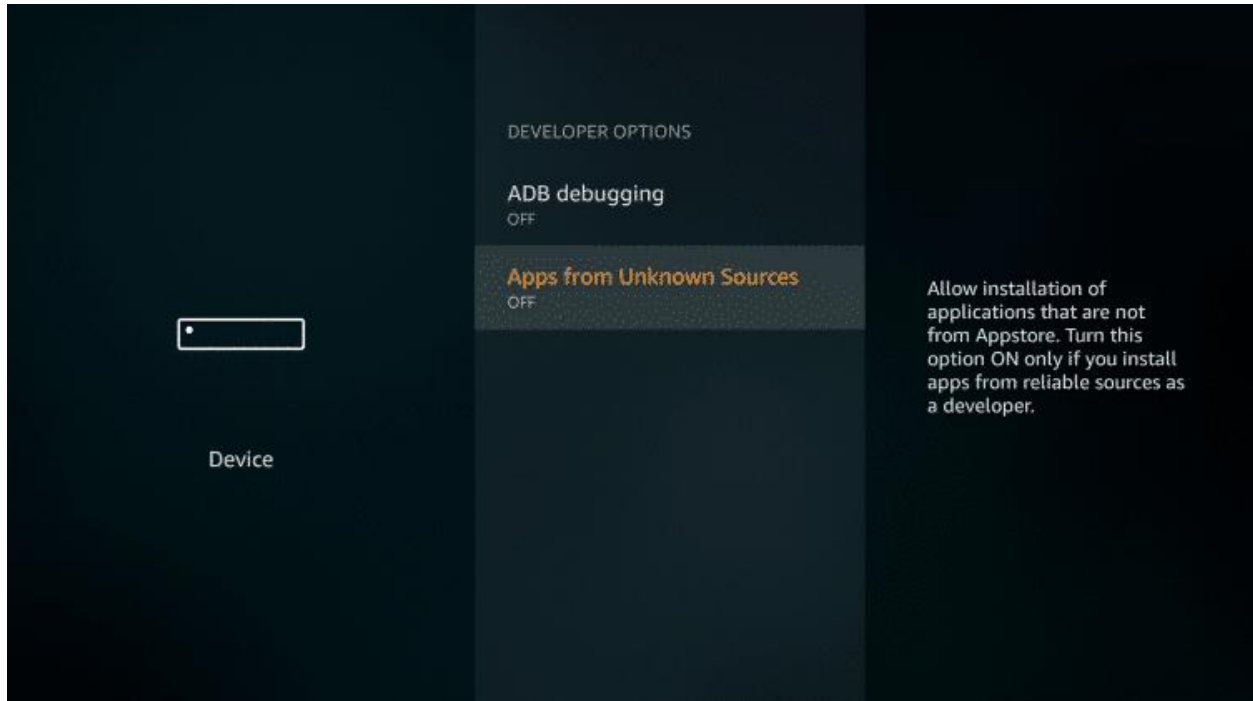 DEVELOPER OPTIONS
ADB debugging
OFF
Apps from Unknown Sources
OFF
Device
Allow installation of
applications that are not
from Appstore. Turn this
option ON only if you install
apps from reliable sources as
a developer.